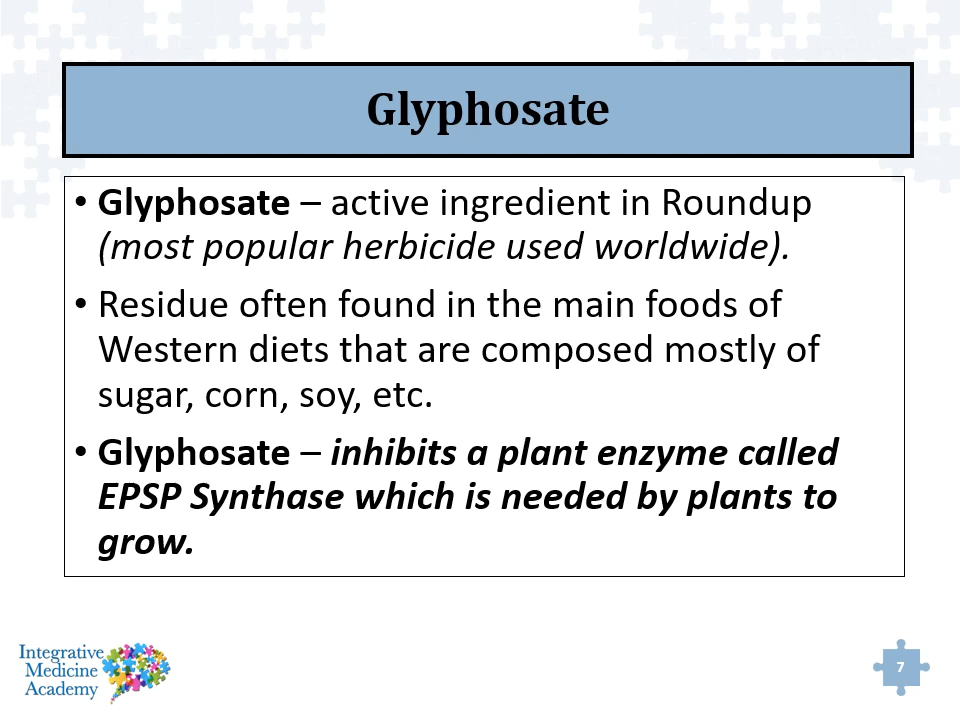 Glyphosate
• Glyphosate – active ingredient in Roundup
(most popular herbicide used worldwide).
• Residue often found in the main foods of
Western diets that are composed mostly of
sugar, corn, soy, etc.
• Glyphosate – inhibits a plant enzyme called
EPSP Synthase which is needed by plants to
grow.
Integrative
Medicine
Academy
7